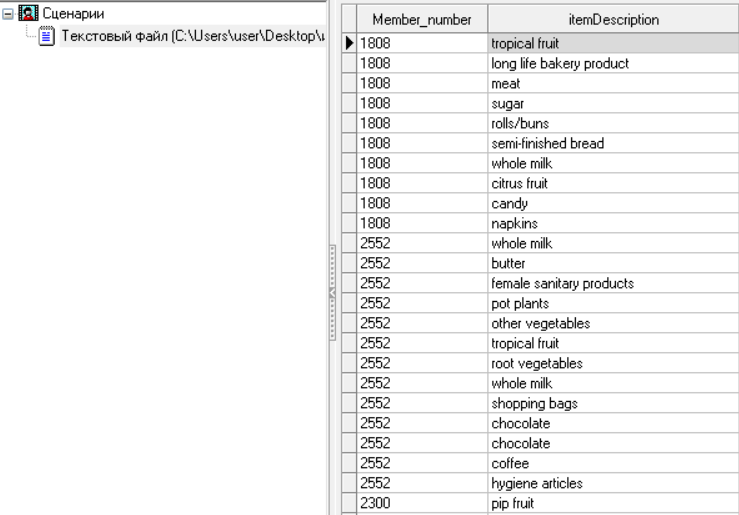 Сценарии
Текстовый файл (C:\Users\user\Desktop\
Member_number itemDescription
1808 tropical fruit
1808 long life bakery product
1808 meat
1808 sugar
1808 rolls/buns
1808 semi-finished bread
1808 whole milk
1808 citrus fruit
1808 candy
1808 napkins
2552 whole milk
2552 butter
2552 female sanitary products
2552 pot plants
2552 other vegetables
2552 tropical fruit
2552 root vegetables
2552 whole milk
2552 shopping bags
2552 chocolate
2552 chocolate
2552 coffee
2552 hygiene articles
2300 pip fruit